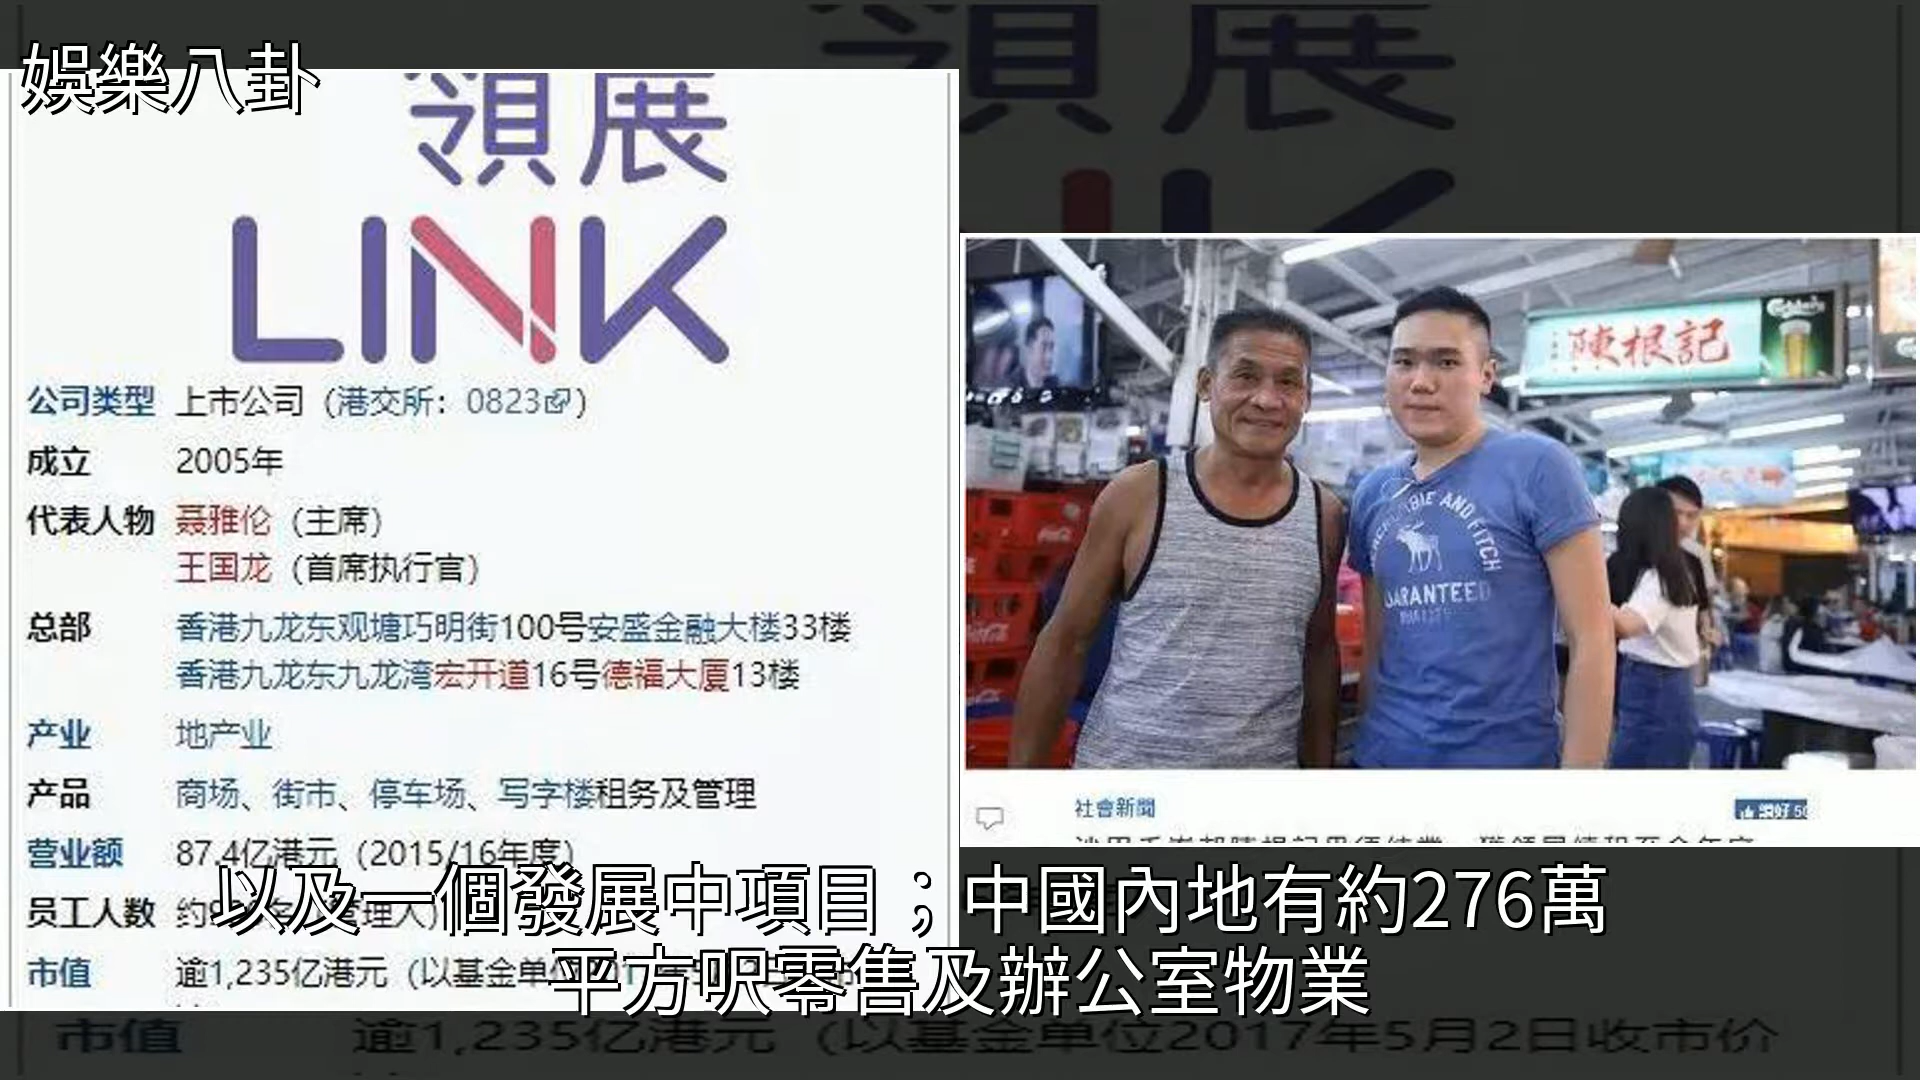 娛樂八卦
領展
LINK
公司类型 上市公司（港交所：0823）
成立 2005年
代表人物 聂雅伦（主席）
王国龙（首席执行官）
总部 香港九龙东观塘巧明街100号安盛金融大楼33楼
香港九龙东九龙湾宏开道16号德福大厦13楼
产业 地产业
产品 商场、街市、停车场、写字楼租务及管理
营业额 87.4亿港元（2015/16年度）
员工人数 约
市值 逾1,235亿港元（以基金单位
陳根記
Carlsberg
ABERCROMBIE AND FITCH
GUARANTEED
社會新聞
以及一個發展中項目；中國內地有約276萬
平方呎零售及辦公室物業
市值 逾1,235亿港元（以基金单位2017年5月2日收市价